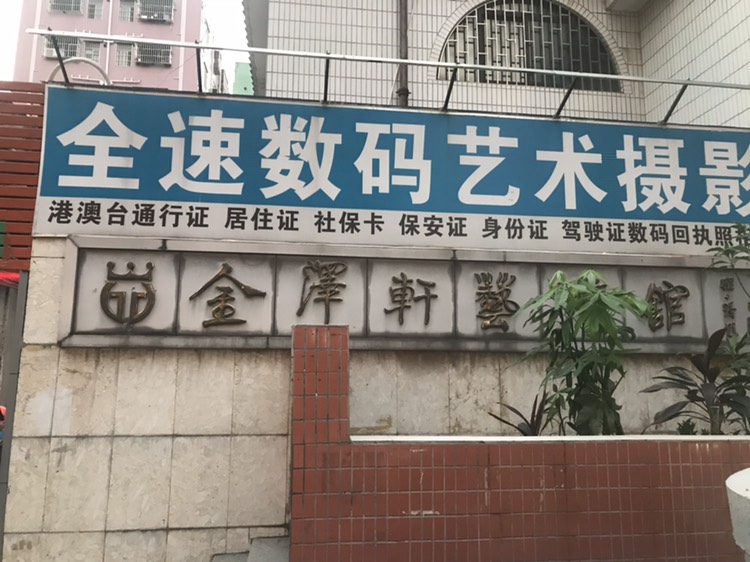 全速数码艺术摄影
港澳台通行证 居住证 社保卡 保安证 身份证 驾驶证数码回执照
金澤軒藝 館